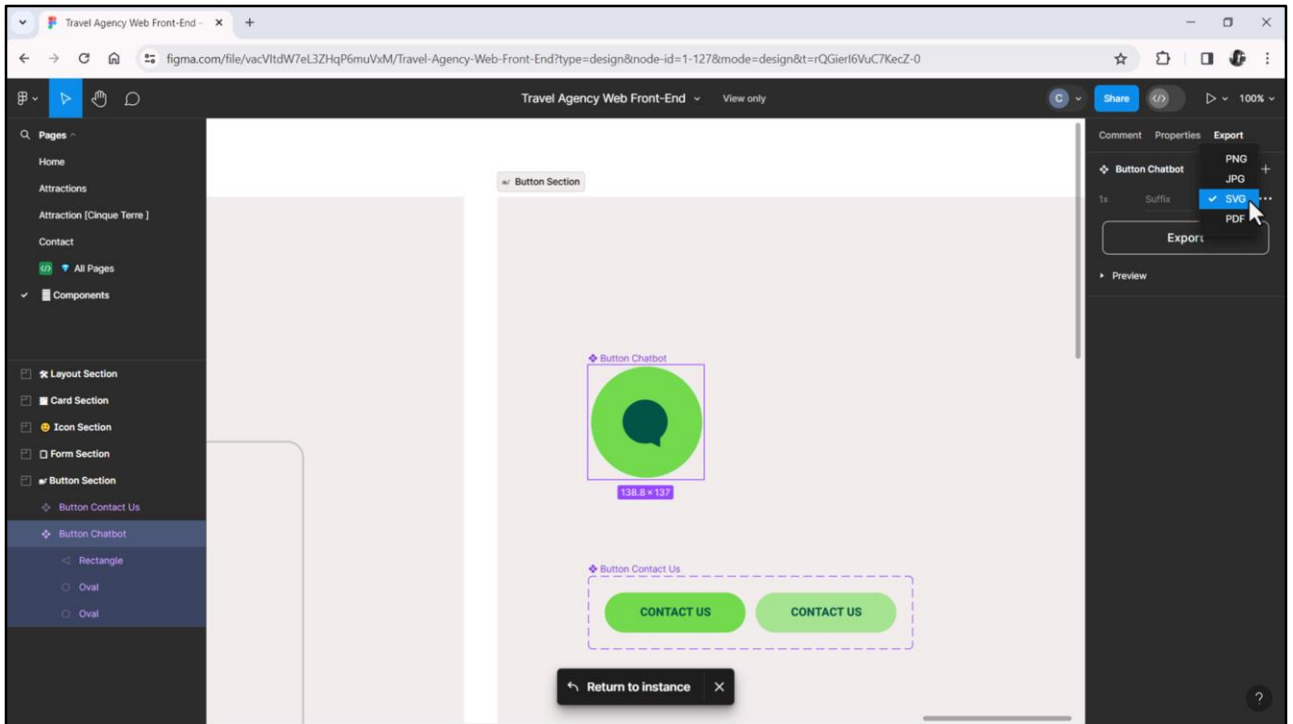 Travel Agency Web Front-End –
figma.com/file/vacVItdW7eL3ZHqP6muVxM/Travel-Agency-Web-Front-End?type=design&node-id=1-127&mode=design&t=rQGierI6VuC7KecZ-0
Travel Agency Web Front-End
View only
C
Share
100%
Pages
Home
Attractions
Attraction [Cinque Terre ]
Contact
All Pages
Components
Layout Section
Card Section
Icon Section
Form Section
Button Section
Button Contact Us
Button Chatbot
Rectangle
Oval
Oval
Button Section
Button Chatbot
138.8 × 137
Button Contact Us
CONTACT US
CONTACT US
Return to instance
Comment
Properties
Export
Button Chatbot
1x
Suffix
PNG
JPG
SVG
PDF
Export
Preview
?